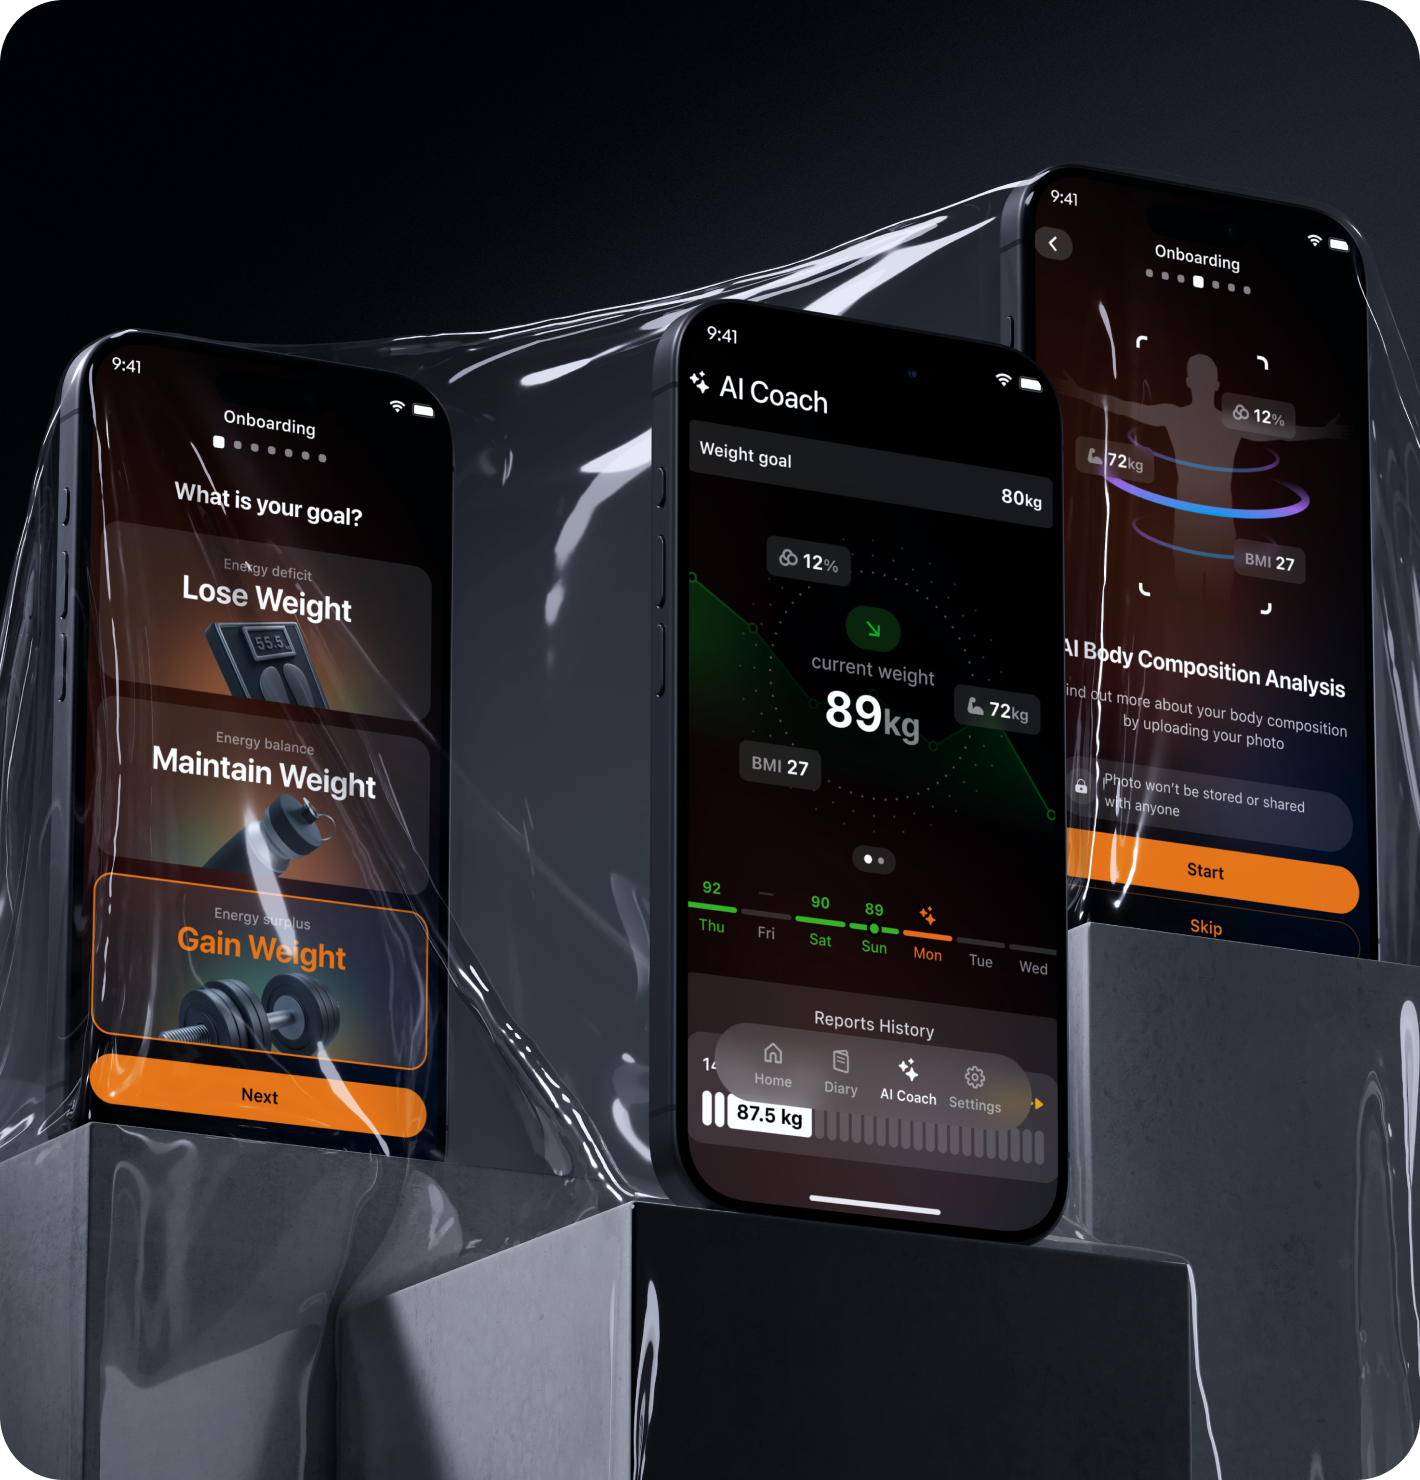 9:41
Onboarding
What is your goal?
Energy deficit
Lose Weight
55.5
Energy balance
Maintain Weight
Energy surplus
Gain Weight
Next
9:41
AI Coach
Weight goal
80kg
12%
current weight
89kg
72kg
BMI 27
92
90
89
Thu
Fri
Sat
Sun
Mon
Tue
Wed
Reports History
14
Home
Diary
AI Coach
Settings
87.5 kg
9:41
Onboarding
12%
72kg
BMI 27
AI Body Composition Analysis
ind out more about your body composition
by uploading your photo
Photo won't be stored or shared
with anyone
Start
Skip